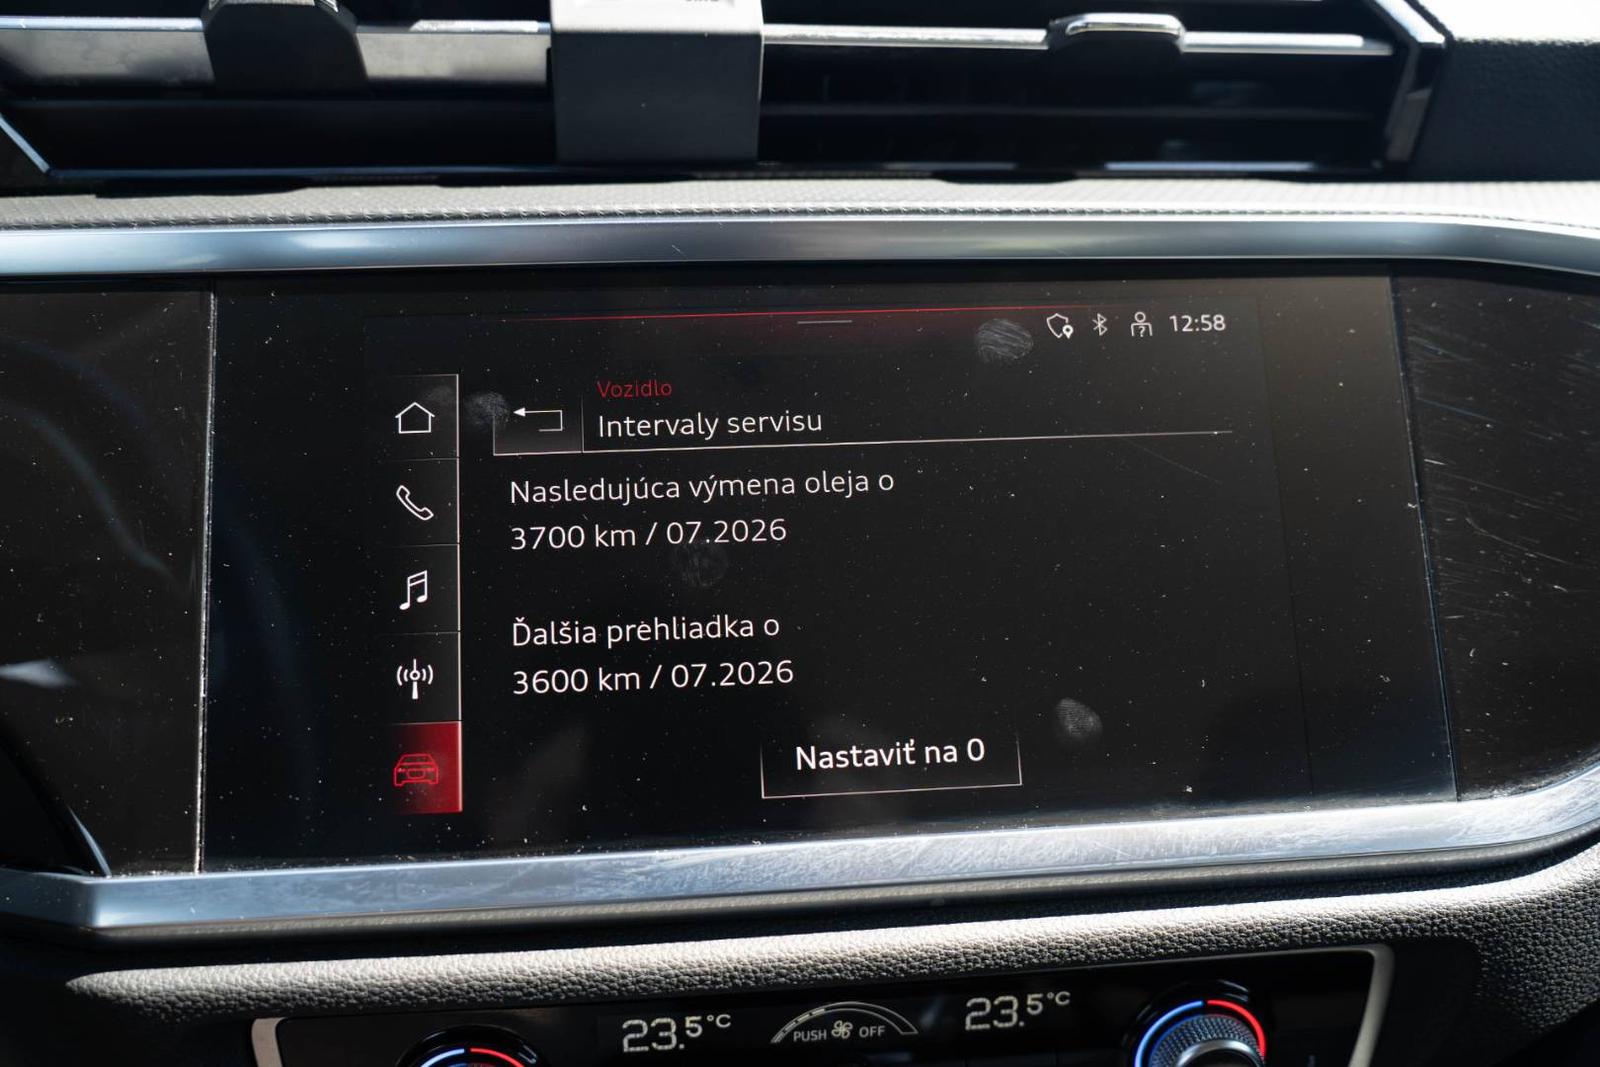 12:58
Vozidlo
Intervaly servisu
Nasledujúca výmena oleja o
3700 km / 07.2026
Ďalšia prehliadka o
3600 km / 07.2026
Nastaviť na 0
23.5°C
PUSH OFF
23.5°C